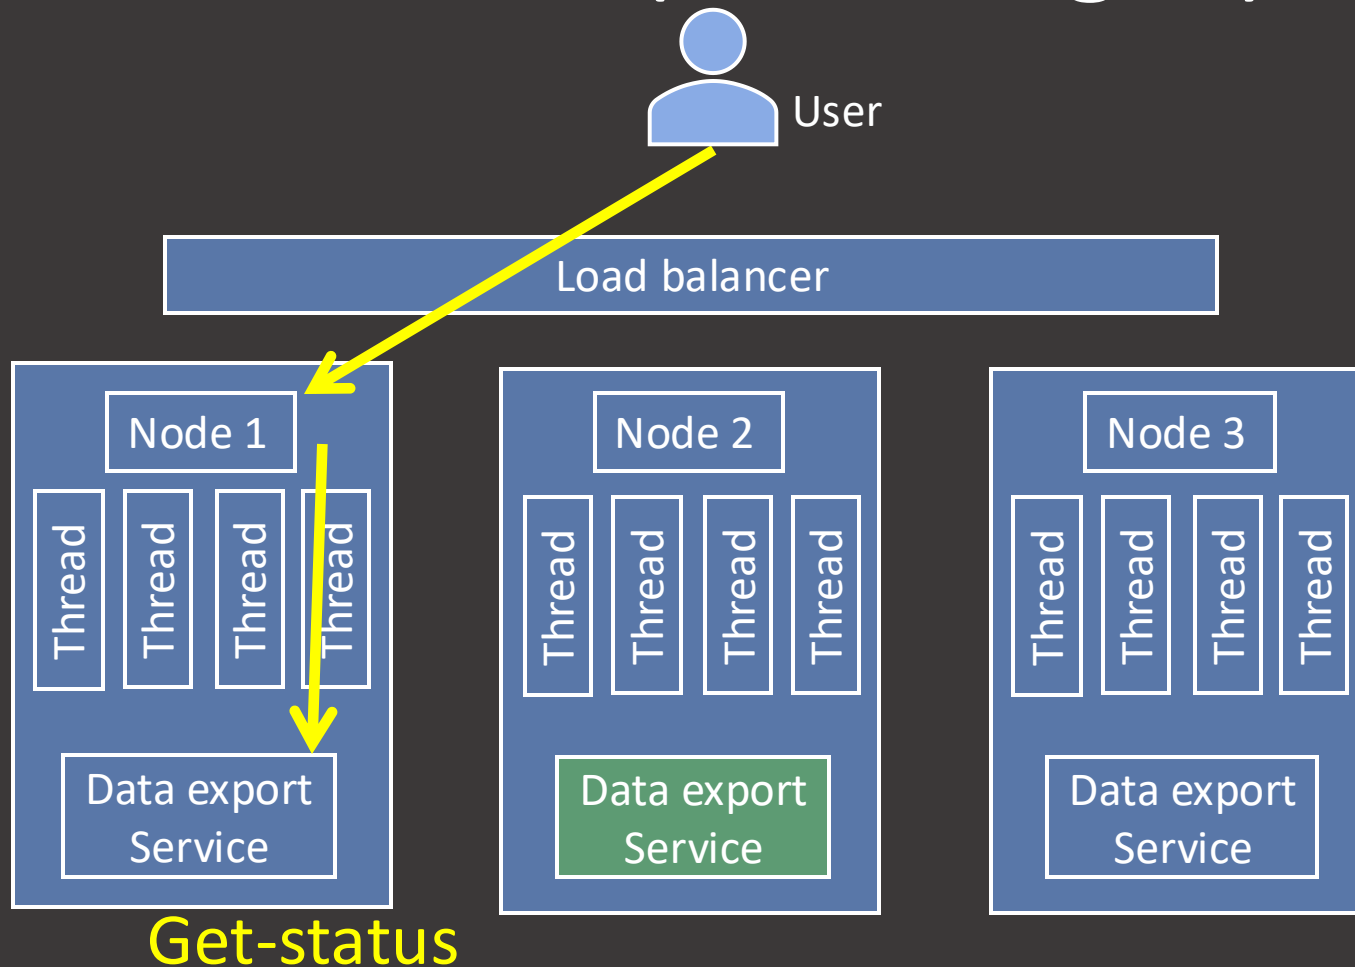 User
Load balancer
Node 1
Thread
Thread
Thread
Thread
Data export
Service
Get-status
Node 2
Thread
Thread
Thread
Thread
Data export
Service
Node 3
Thread
Thread
Thread
Thread
Data export
Service